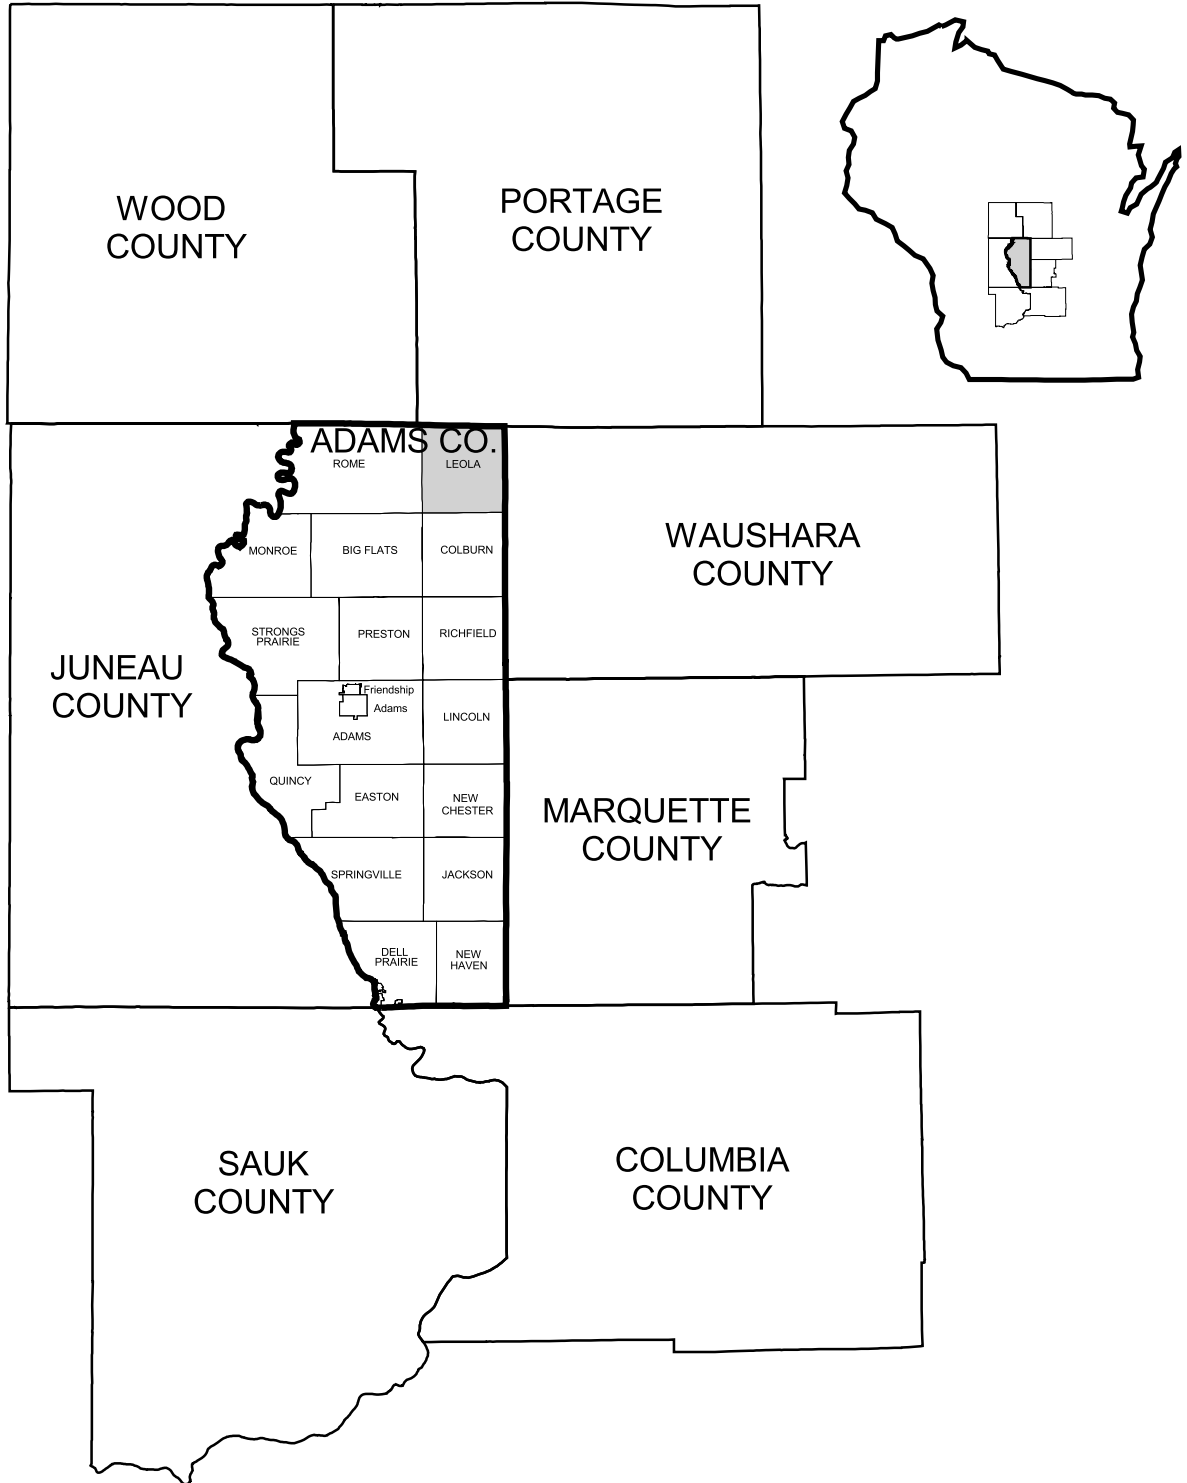 WOOD
COUNTY
PORTAGE
COUNTY
ADAMS CO.
ROME
LEOLA
WAUSHARA
COUNTY
MONROE
BIG FLATS
COLBURN
STRONGS
PRAIRIE
PRESTON
RICHFIELD
JUNEAU
COUNTY
Friendship
Adams
ADAMS
LINCOLN
QUINCY
EASTON
NEW
CHESTER
MARQUETTE
COUNTY
SPRINGVILLE
JACKSON
DELL
PRAIRIE
NEW
HAVEN
SAUK
COUNTY
COLUMBIA
COUNTY